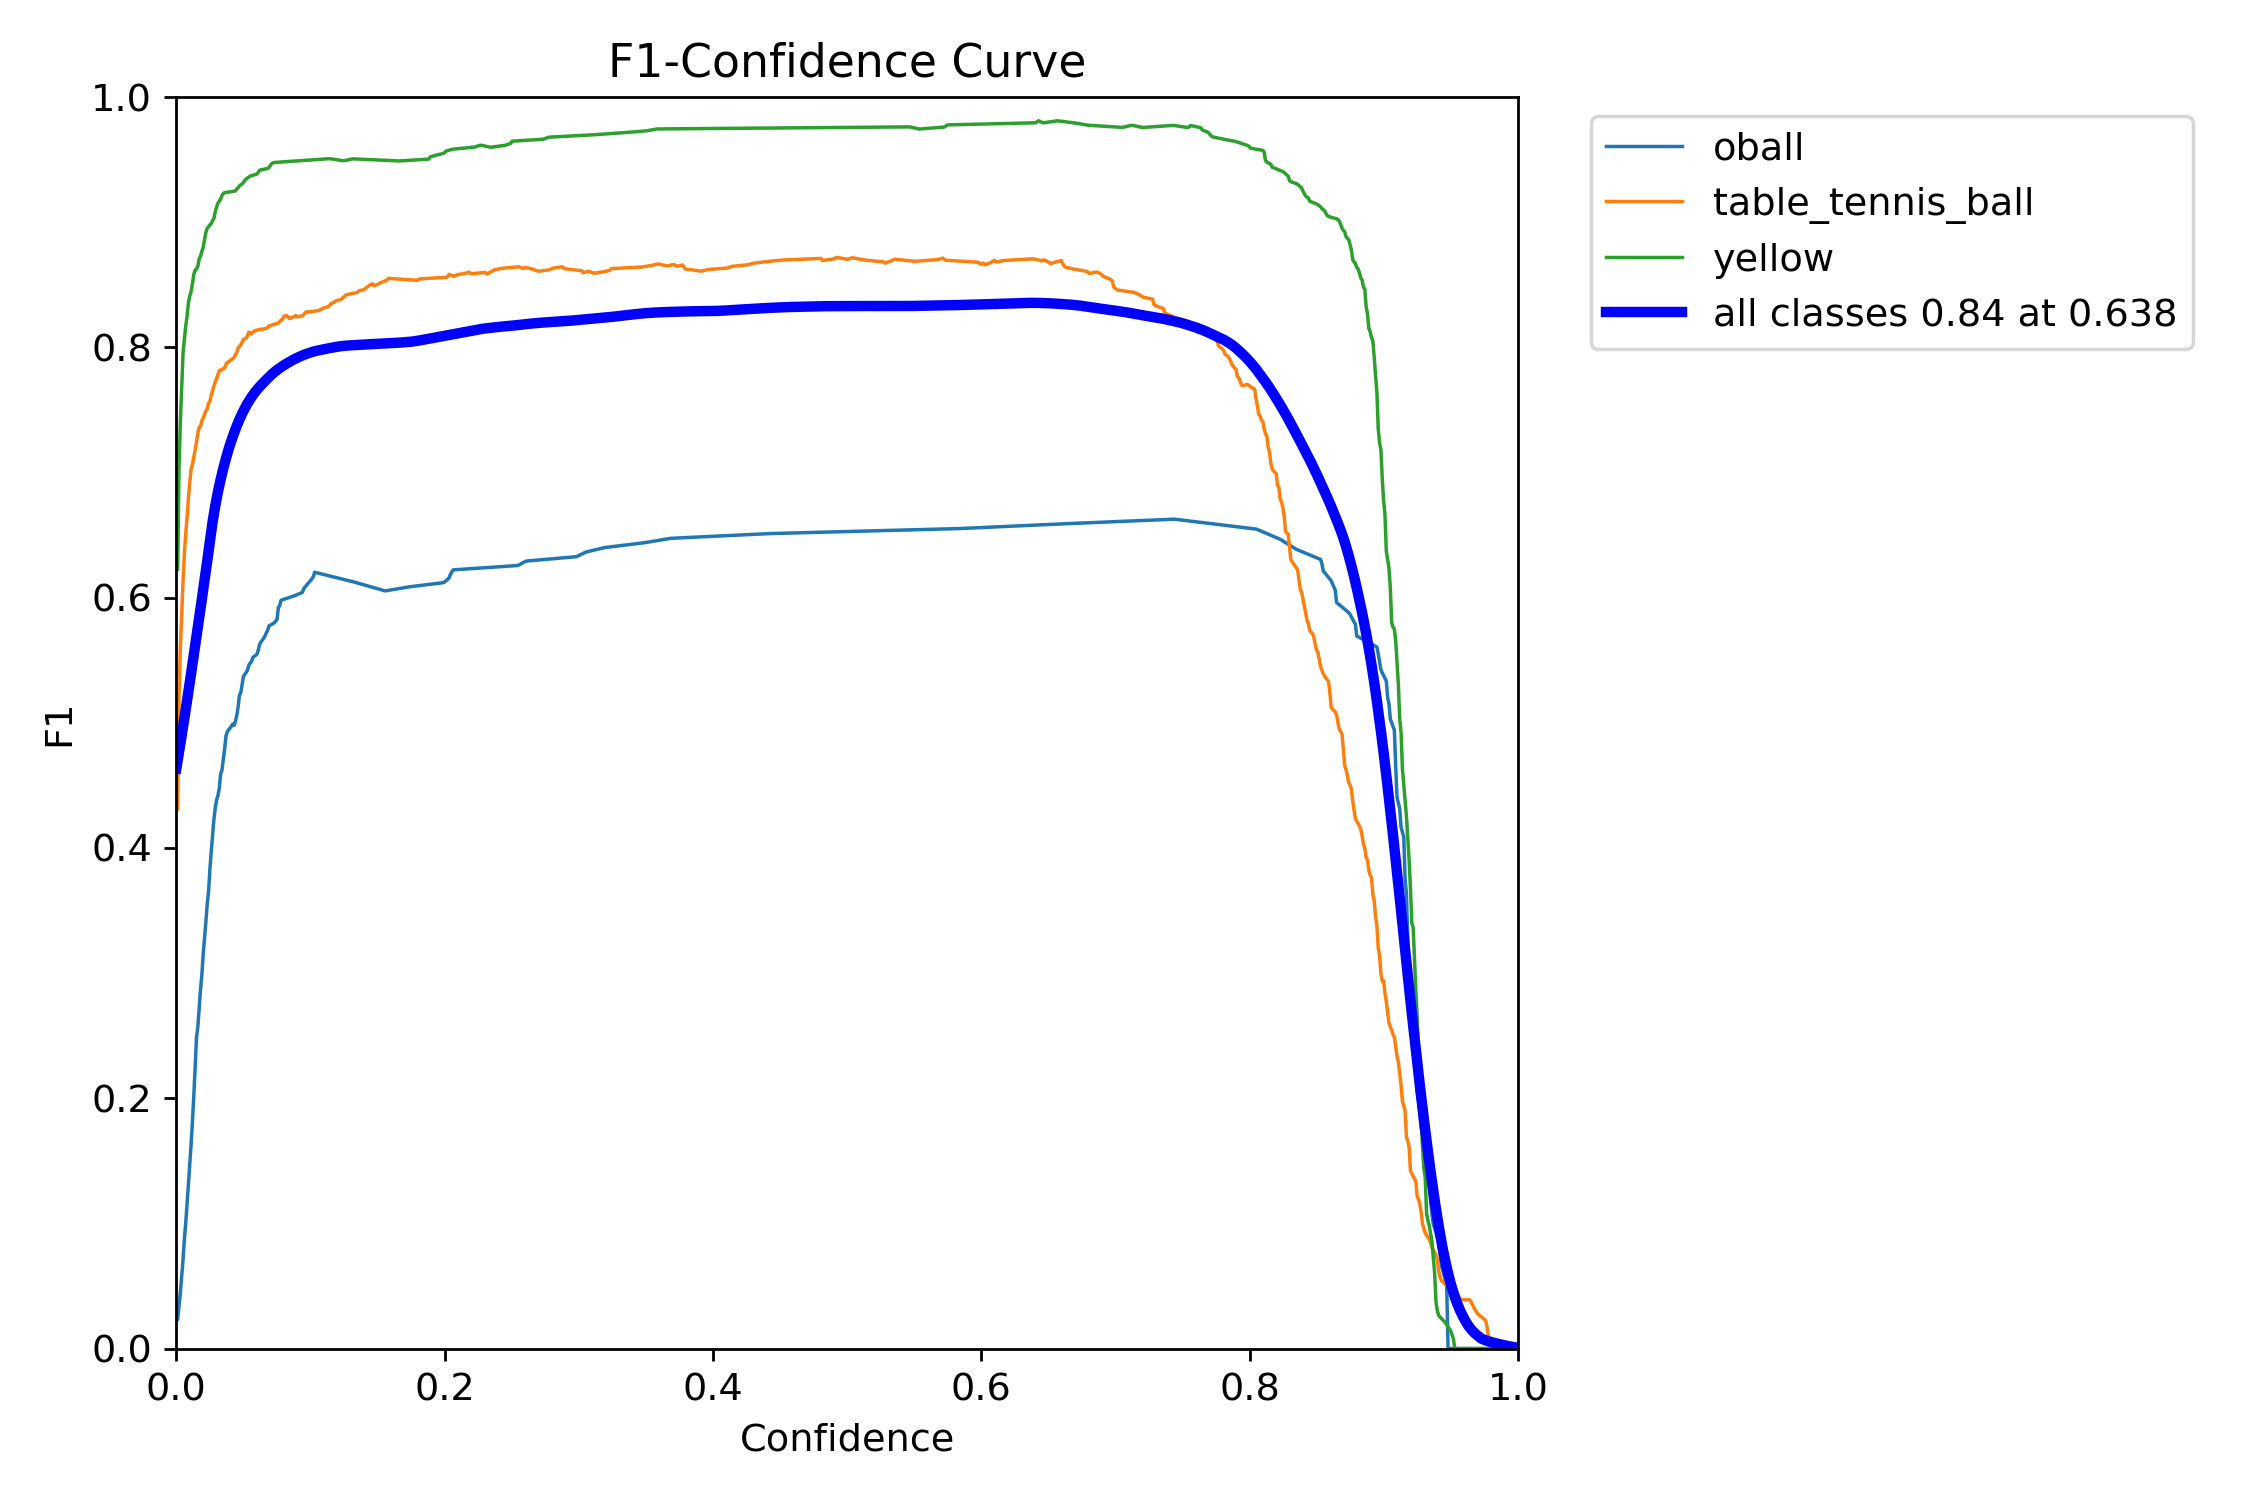 F1-Confidence Curve
1.0
0.8
0.6
0.4
0.2
0.0
F1
0.0 0.2 0.4 0.6 0.8 1.0
Confidence
oball
table_tennis_ball
yellow
all classes 0.84 at 0.638